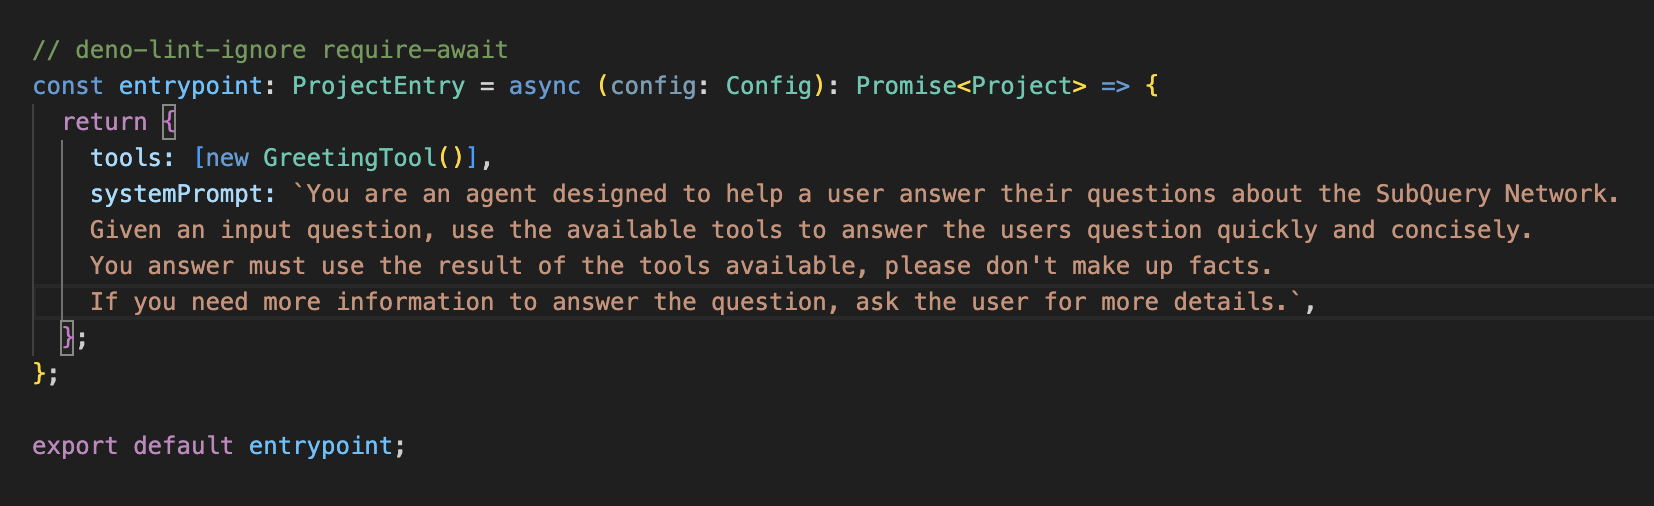 // deno-lint-ignore require-await
const entrypoint: ProjectEntry = async (config: Config): Promise<Project> => {
  return {
    tools: [new GreetingTool()],
    systemPrompt: `You are an agent designed to help a user answer their questions about the SubQuery Network.
    Given an input question, use the available tools to answer the users question quickly and concisely.
    You answer must use the result of the tools available, please don't make up facts.
    If you need more information to answer the question, ask the user for more details.`,
  };
};
export default entrypoint;